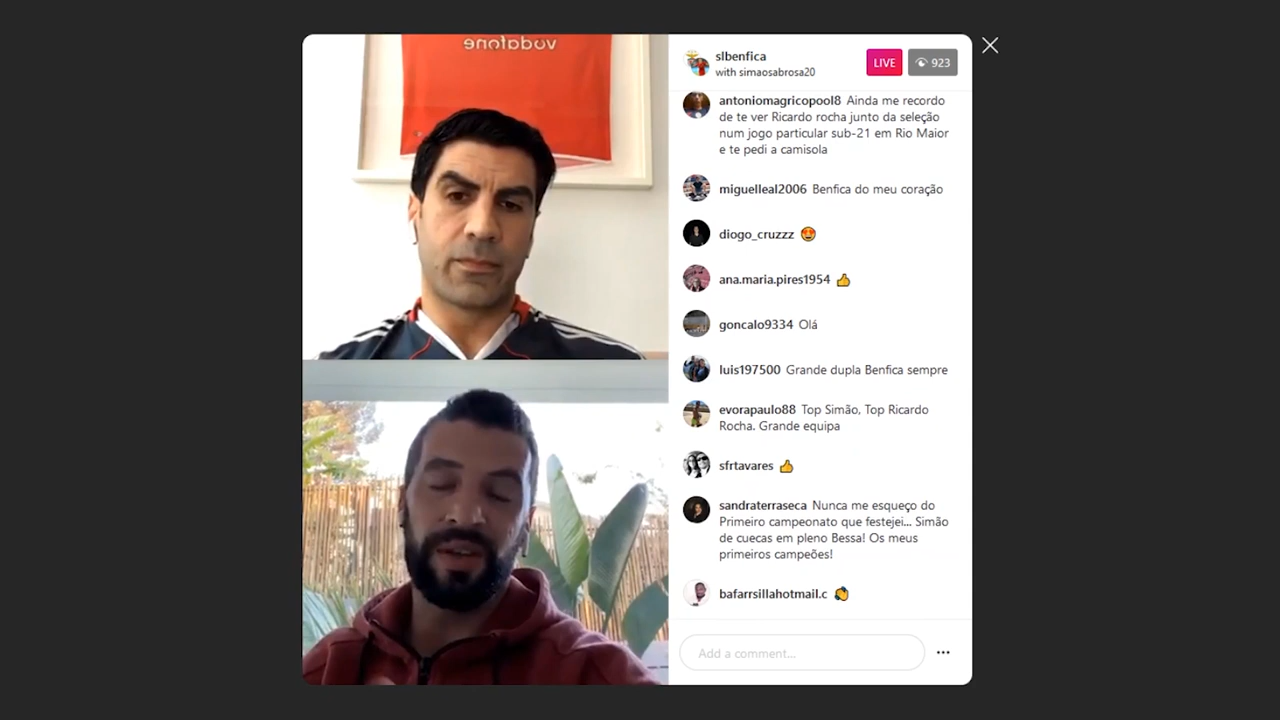 vodafone
slbenfica
with simaosabrosa20
LIVE
923
antoniomagricopool8 Ainda me recordo
de te ver Ricardo rocha junto da seleção
num jogo particular sub-21 em Rio Maior
e te pedi a camisola
miguelleal2006 Benfica do meu coração
diogo_cruzzz 😍
ana.maria.pires1954 👍
goncalo9334 Olá
luis197500 Grande dupla Benfica sempre
evorapaulo88 Top Simão, Top Ricardo
Rocha. Grande equipa
sfrtavares 👍
sandraterraseca Nunca me esqueço do
Primeiro campeonato que festejei... Simão
de cuecas em pleno Bessa! Os meus
primeiros campeões!
bafarrsillahotmail.c 👏
Add a comment...